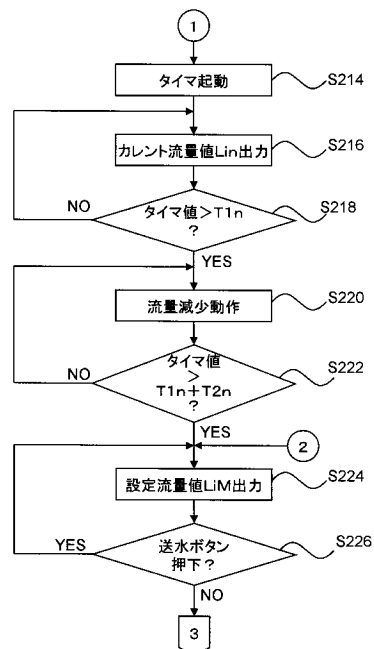 1
タイマ起動
S214
カレント流量値Lin出力
S216
タイマ値>T1n
?
S218
NO
YES
流量減少動作
S220
タイマ値
>
T1n+T2n
?
S222
NO
YES
2
設定流量値LiM出力
S224
送水ボタン
押下?
S226
YES
NO
3